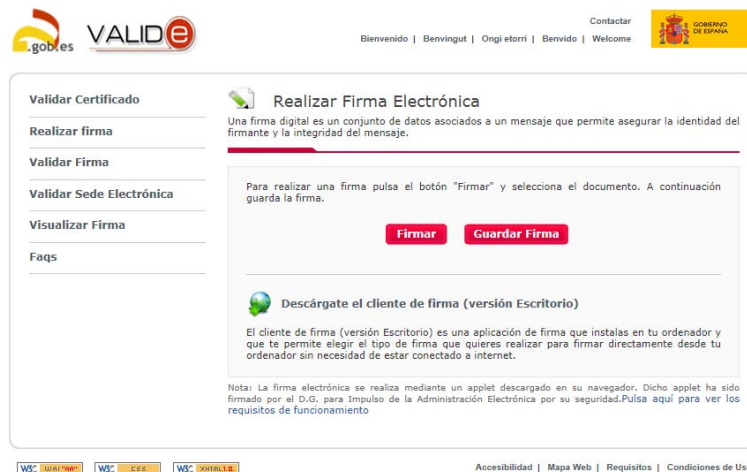 Contactar
.gob.es VALIDe
Bienvenido | Benvingut | Ongi etorri | Benvido | Welcome
GOBIERNO
DE ESPAÑA
Validar Certificado
Realizar firma
Validar Firma
Validar Sede Electrónica
Visualizar Firma
Faqs
Realizar Firma Electrónica
Una firma digital es un conjunto de datos asociados a un mensaje que permite asegurar la identidad del
firmante y la integridad del mensaje.
Para realizar una firma pulsa el botón "Firmar" y selecciona el documento. A continuación
guarda la firma.
Firmar Guardar Firma
Descárgate el cliente de firma (versión Escritorio)
El cliente de firma (versión Escritorio) es una aplicación de firma que instalas en tu ordenador y
que te permite elegir el tipo de firma que quieres realizar para firmar directamente desde tu
ordenador sin necesidad de estar conectado a internet.
Nota: La firma electrónica se realiza mediante un applet descargado en su navegador. Dicho applet ha sido
firmado por el D.G. para Impulso de la Administración Electrónica por su seguridad.Pulsa aquí para ver los
requisitos de funcionamiento
W3C WAI "AA" W3C CSS W3C XHTML 1.0
Accesibilidad | Mapa Web | Requisitos | Condiciones de Us